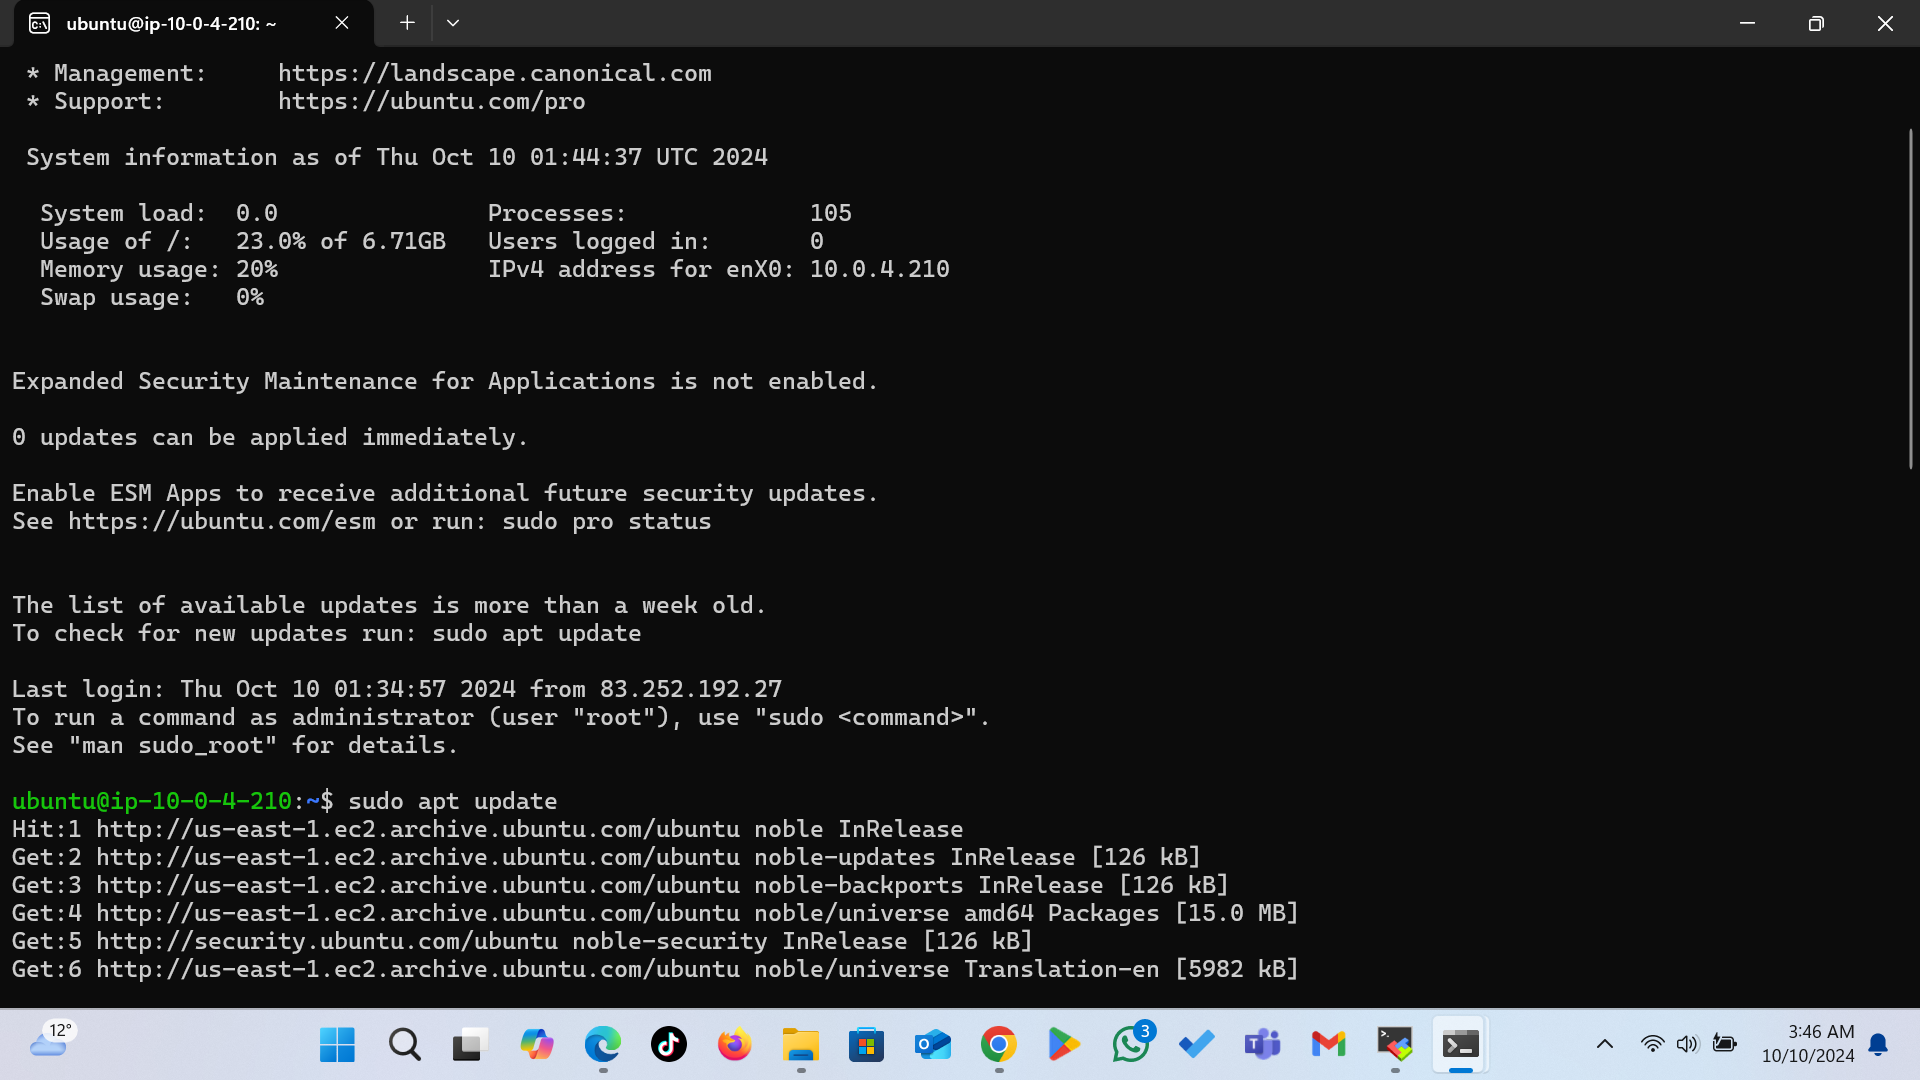 ubuntu@ip-10-0-4-210: ~
* Management:     https://landscape.canonical.com
* Support:        https://ubuntu.com/pro
System information as of Thu Oct 10 01:44:37 UTC 2024
System load:  0.0               Processes:             105
Usage of /:   23.0% of 6.71GB   Users logged in:       0
Memory usage: 20%               IPv4 address for enX0: 10.0.4.210
Swap usage:   0%
Expanded Security Maintenance for Applications is not enabled.
0 updates can be applied immediately.
Enable ESM Apps to receive additional future security updates.
See https://ubuntu.com/esm or run: sudo pro status
The list of available updates is more than a week old.
To check for new updates run: sudo apt update
Last login: Thu Oct 10 01:34:57 2024 from 83.252.192.27
To run a command as administrator (user "root"), use "sudo <command>".
See "man sudo_root" for details.
ubuntu@ip-10-0-4-210:~$ sudo apt update
Hit:1 http://us-east-1.ec2.archive.ubuntu.com/ubuntu noble InRelease
Get:2 http://us-east-1.ec2.archive.ubuntu.com/ubuntu noble-updates InRelease [126 kB]
Get:3 http://us-east-1.ec2.archive.ubuntu.com/ubuntu noble-backports InRelease [126 kB]
Get:4 http://us-east-1.ec2.archive.ubuntu.com/ubuntu noble/universe amd64 Packages [15.0 MB]
Get:5 http://security.ubuntu.com/ubuntu noble-security InRelease [126 kB]
Get:6 http://us-east-1.ec2.archive.ubuntu.com/ubuntu noble/universe Translation-en [5982 kB]
12°
3
3:46 AM
10/10/2024